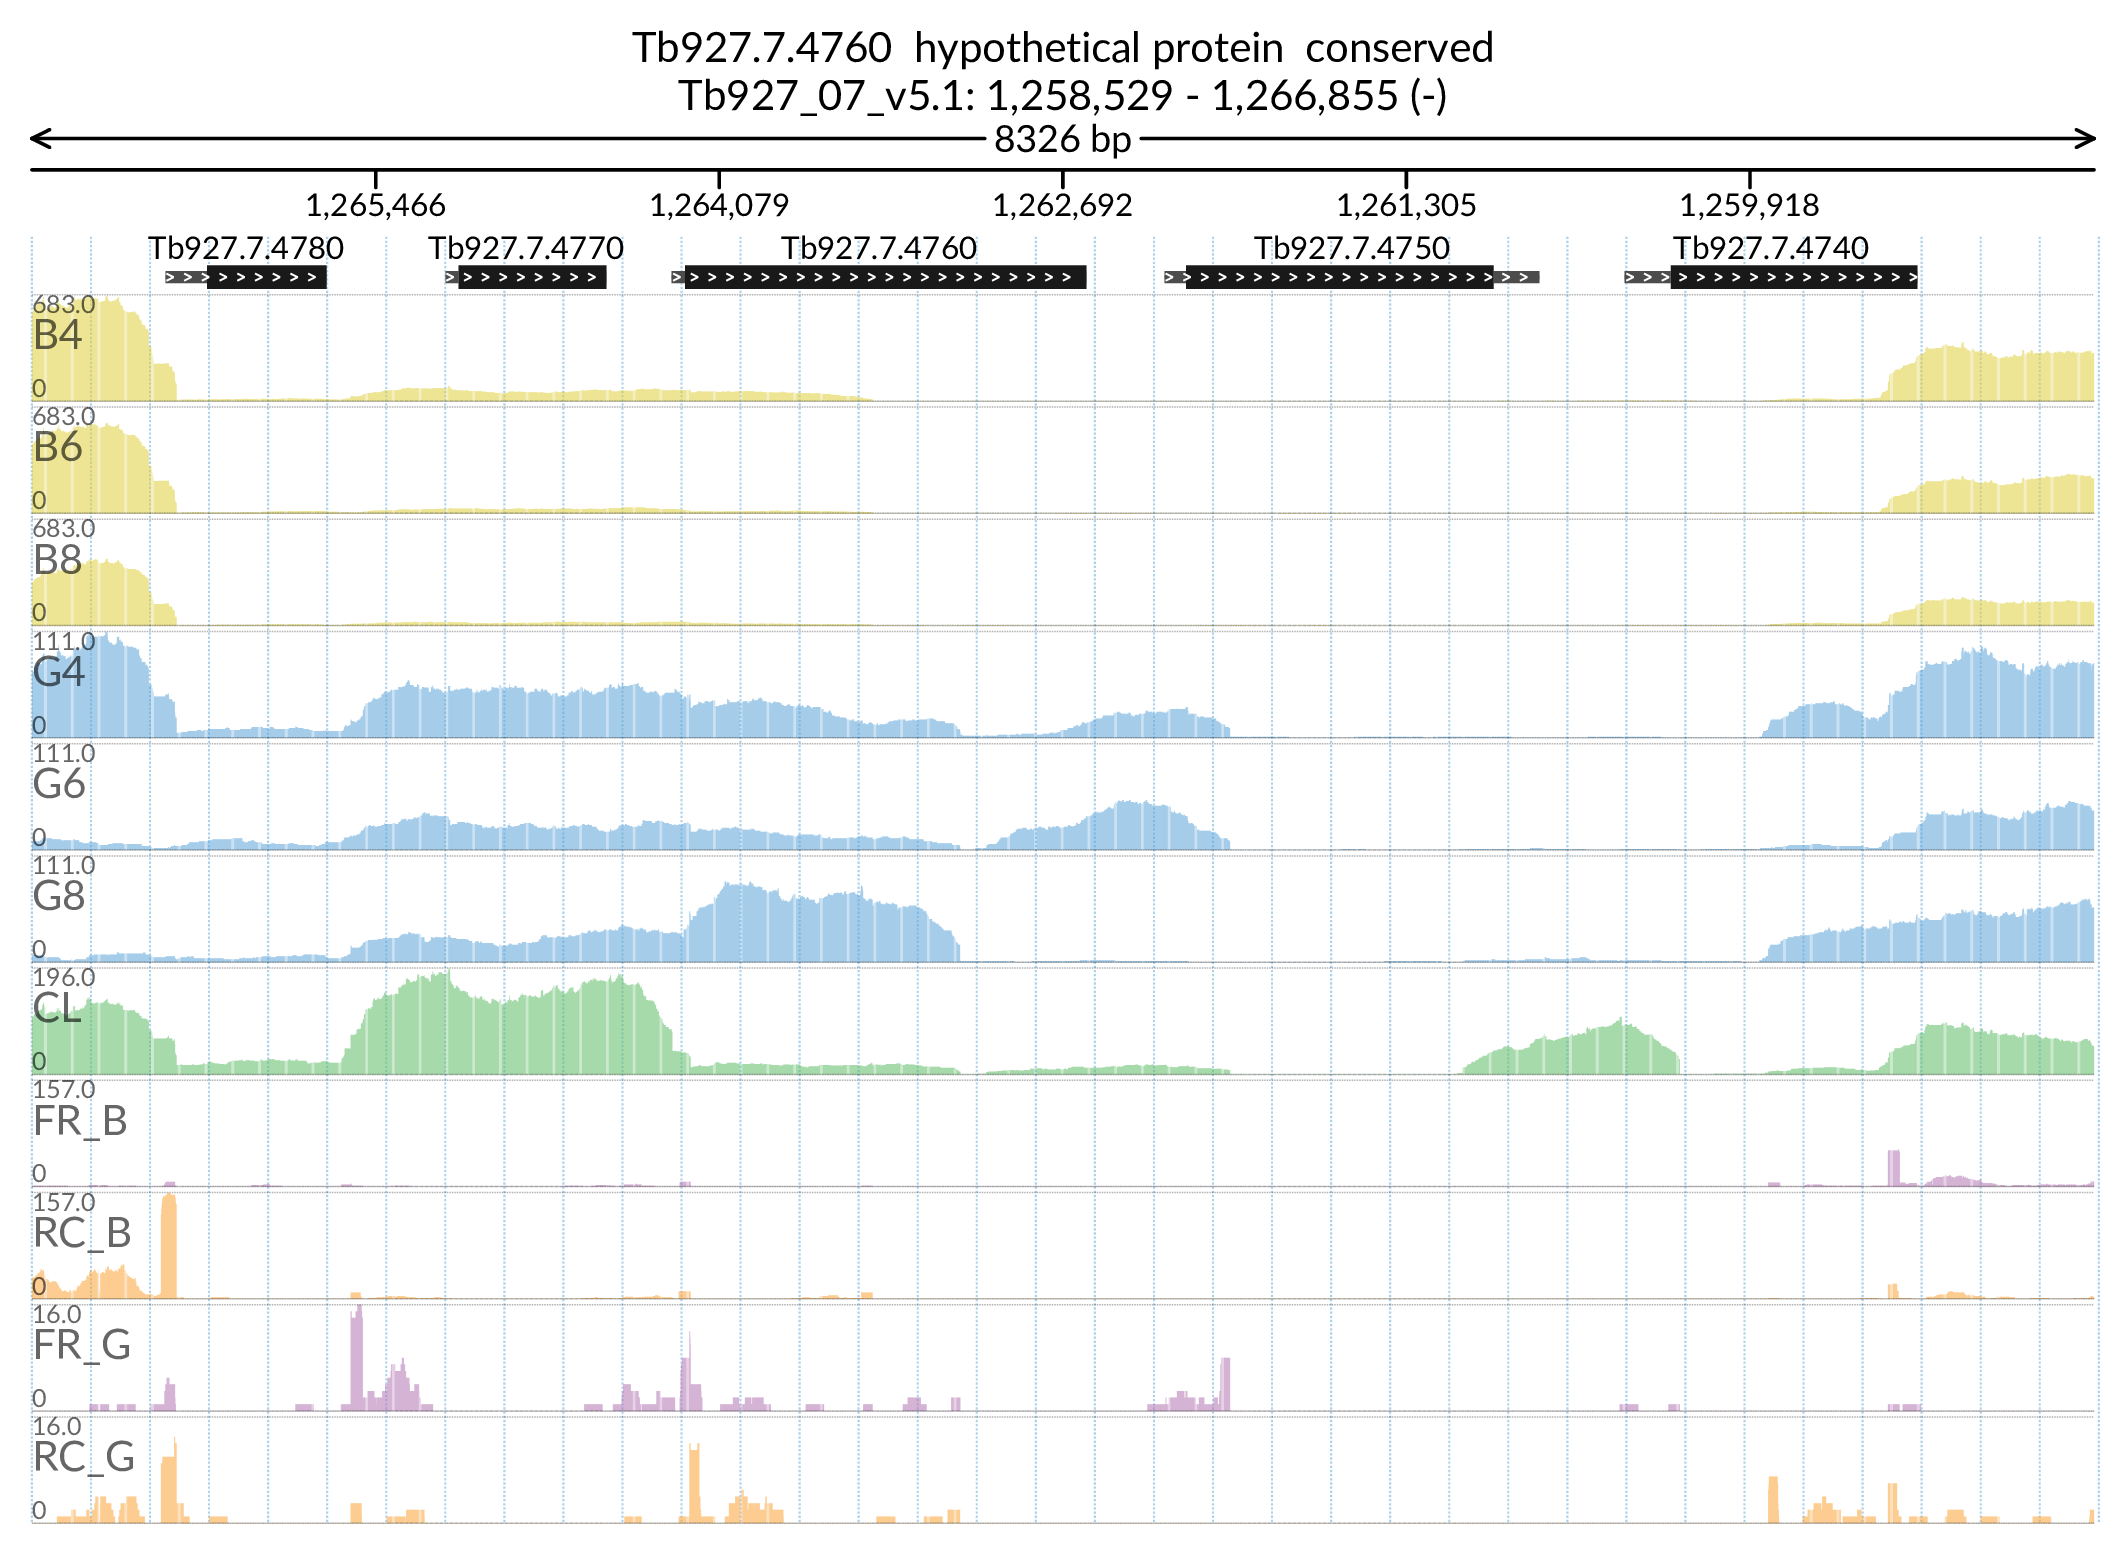 Tb927.7.4760 hypothetical protein conserved
Tb927_07_v5.1: 1,258,529 - 1,266,855 (-)
8326 bp
1,265,466 1,264,079 1,262,692 1,261,305 1,259,918
Tb927.7.4780 Tb927.7.4770 Tb927.7.4760 Tb927.7.4750 Tb927.7.4740
683.0
B4
0
683.0
B6
0
683.0
B8
0
111.0
G4
0
111.0
G6
0
111.0
G8
0
196.0
CL
0
157.0
FR_B
0
157.0
RC_B
0
16.0
FR_G
0
16.0
RC_G
0